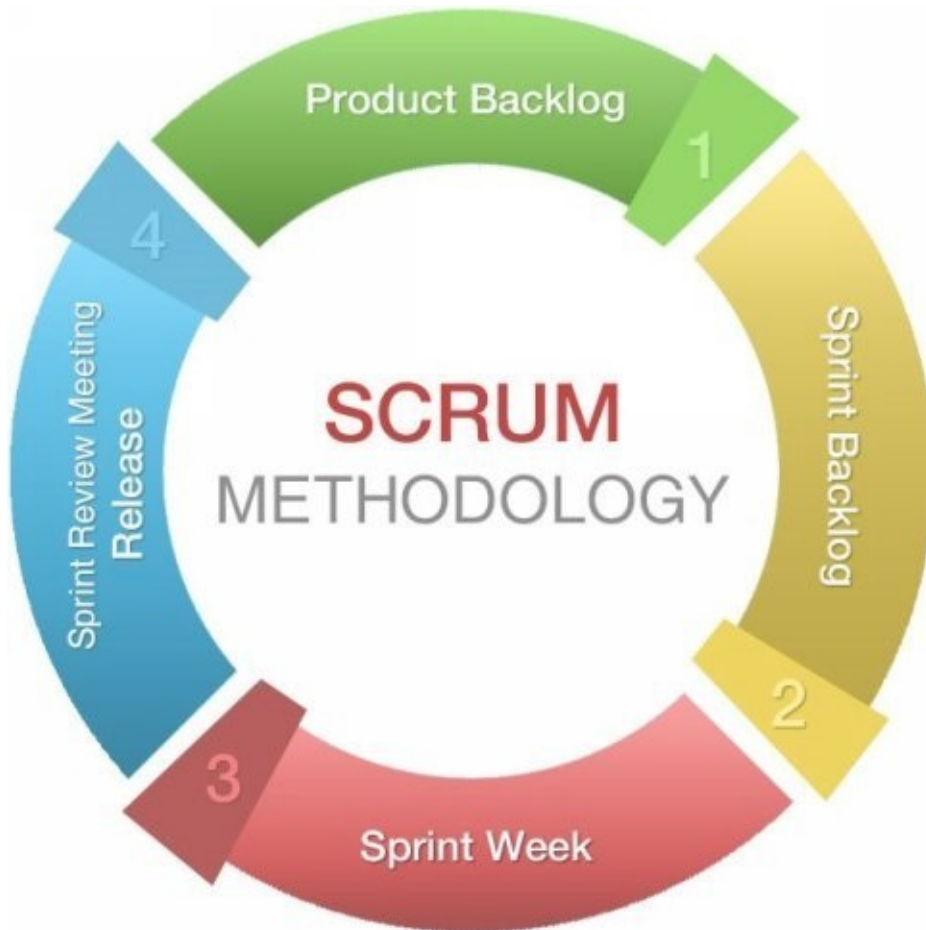 Product Backlog
1
Sprint Backlog
2
Sprint Week
3
Sprint Review Meeting
Release
4
SCRUM
METHODOLOGY